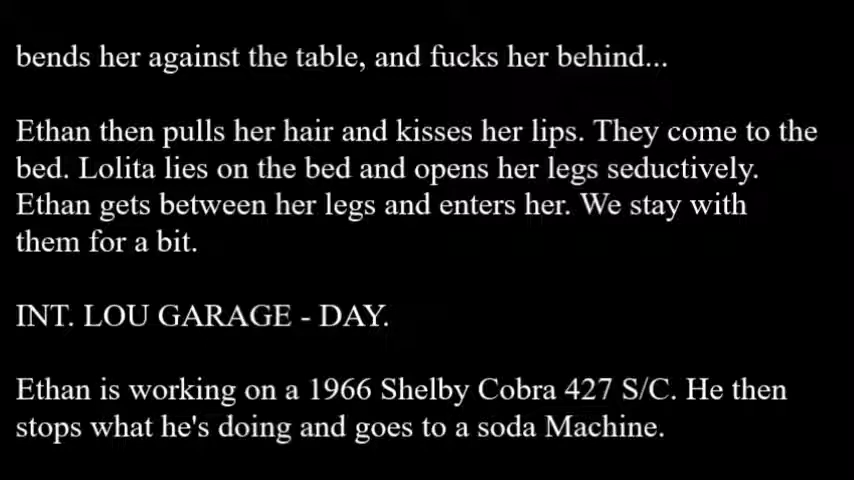 bends her against the table, and fucks her behind...
Ethan then pulls her hair and kisses her lips. They come to the
bed. Lolita lies on the bed and opens her legs seductively.
Ethan gets between her legs and enters her. We stay with
them for a bit.
INT. LOU GARAGE - DAY.
Ethan is working on a 1966 Shelby Cobra 427 S/C. He then
stops what he's doing and goes to a soda Machine.